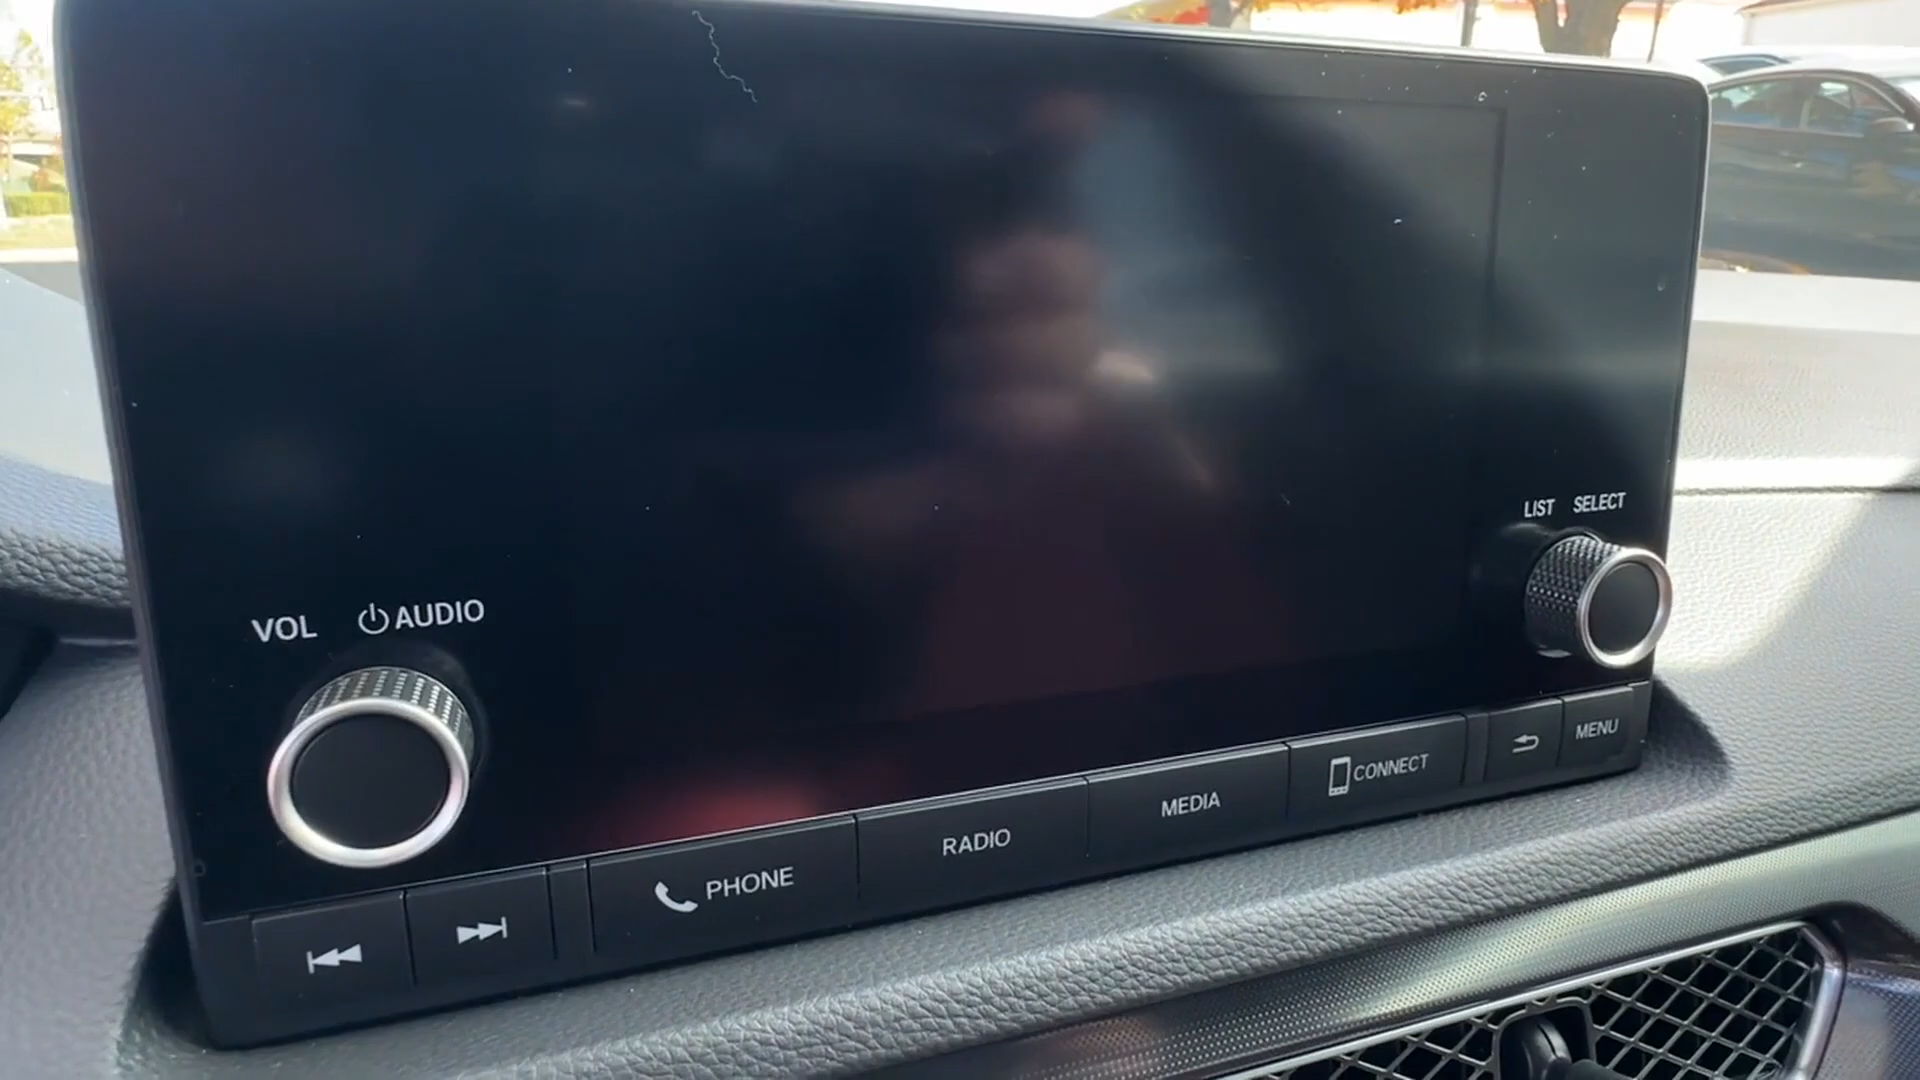 LIST SELECT
VOL AUDIO
PHONE
RADIO
MEDIA
CONNECT
MENU